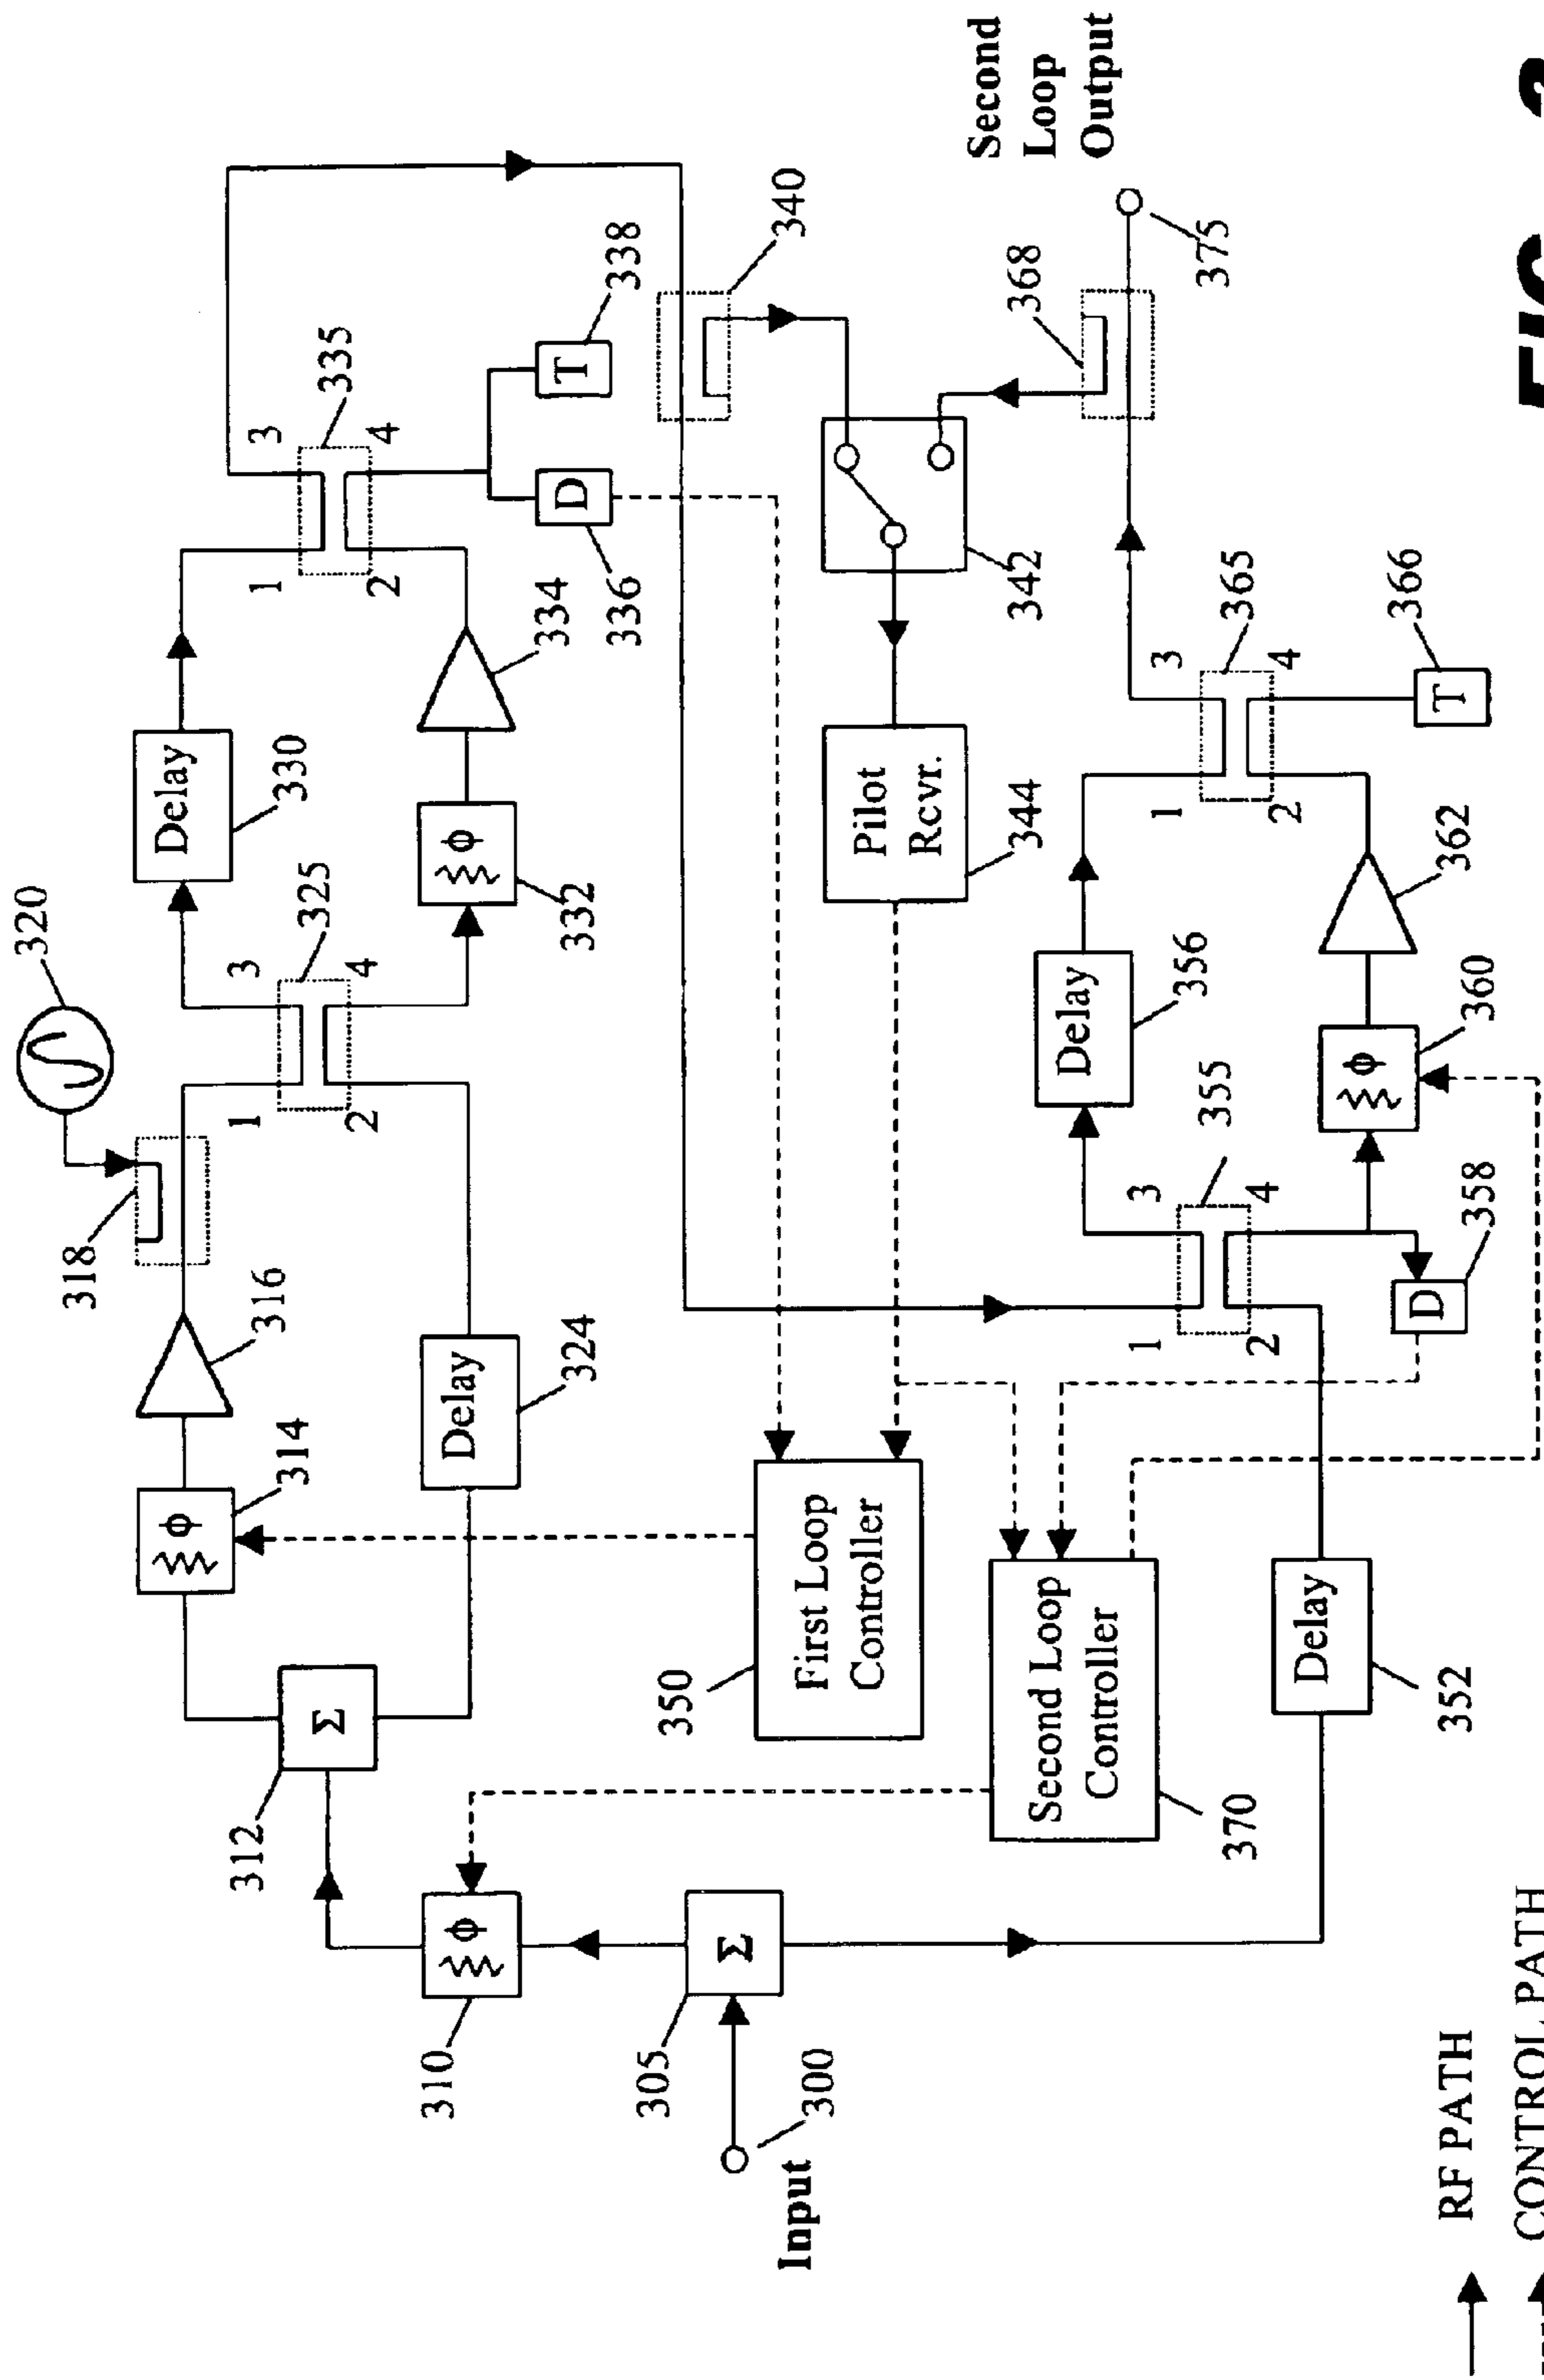 320
318
316
325
314
Delay
330
335
3
1
3
1
312
2
4
2
4
Delay
324
332
334
D
336
T
338
310
Σ
φ
φ
φ
305
Σ
350
First Loop
Controller
340
Input
300
342
Pilot
Rcvr.
344
368
Second
Loop
Output
375
Second Loop
Controller
370
355
Delay
356
365
1
3
1
3
2
4
2
4
Delay
352
D
358
φ
360
362
T
366
RF PATH
CONTROL PATH
FIG.